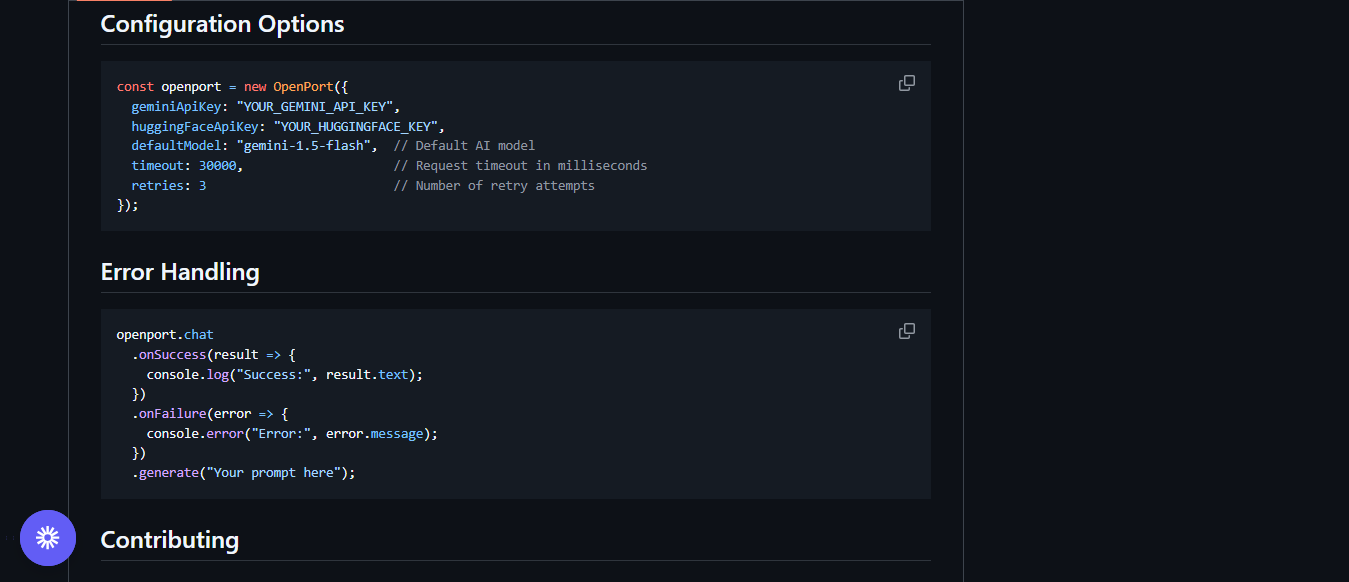 Configuration Options
const openport = new OpenPort({
  geminiApiKey: "YOUR_GEMINI_API_KEY",
  huggingFaceApiKey: "YOUR_HUGGINGFACE_KEY",
  defaultModel: "gemini-1.5-flash",  // Default AI model
  timeout: 30000,                    // Request timeout in milliseconds
  retries: 3                         // Number of retry attempts
});
Error Handling
openport.chat
  .onSuccess(result => {
    console.log("Success:", result.text);
  })
  .onFailure(error => {
    console.error("Error:", error.message);
  })
  .generate("Your prompt here");
Contributing